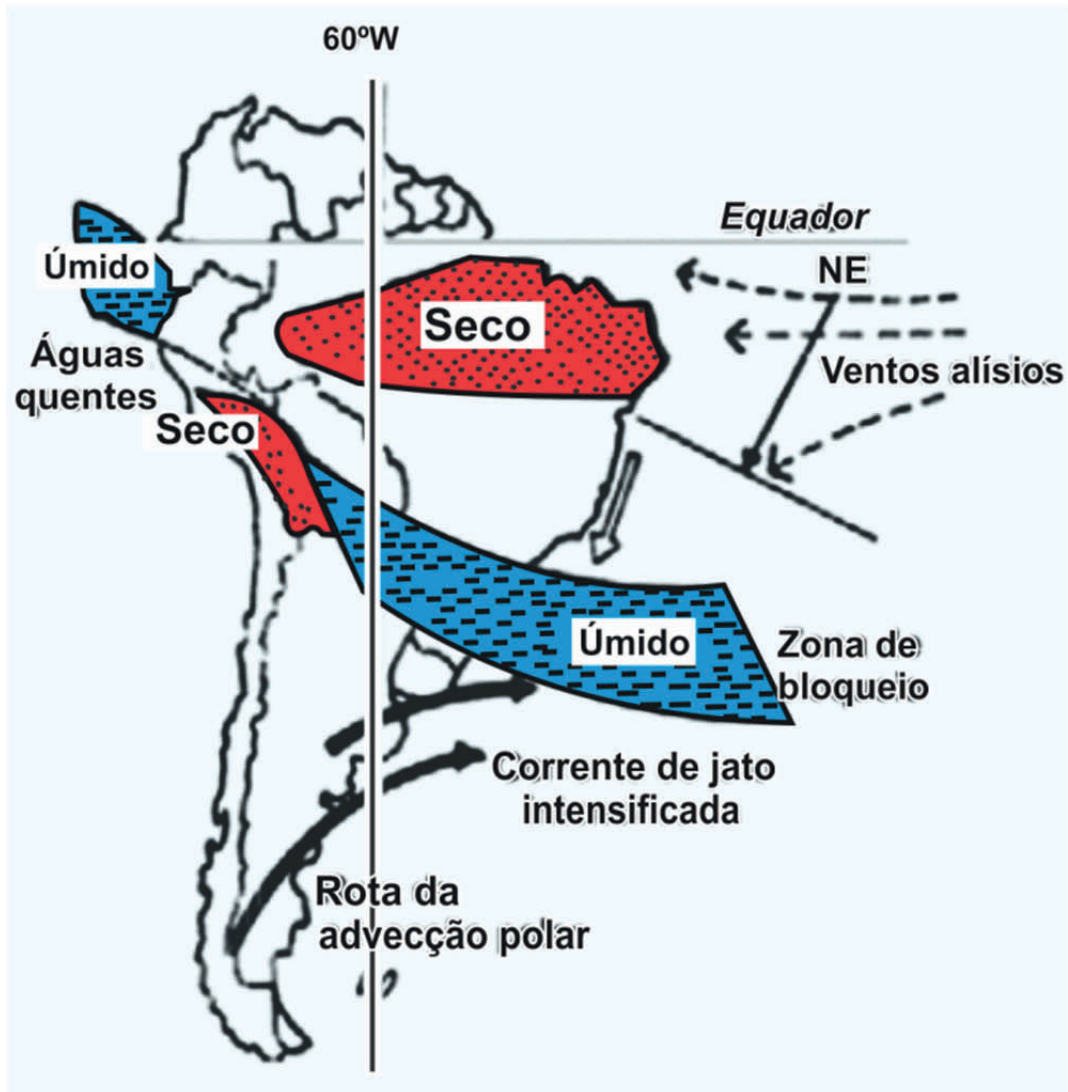 60ºW
Equador
NE
Úmido
Seco
Águas
quentes
Ventos alísios
Seco
Úmido
Zona de
bloqueio
Corrente de jato
intensificada
Rota da
advecção polar